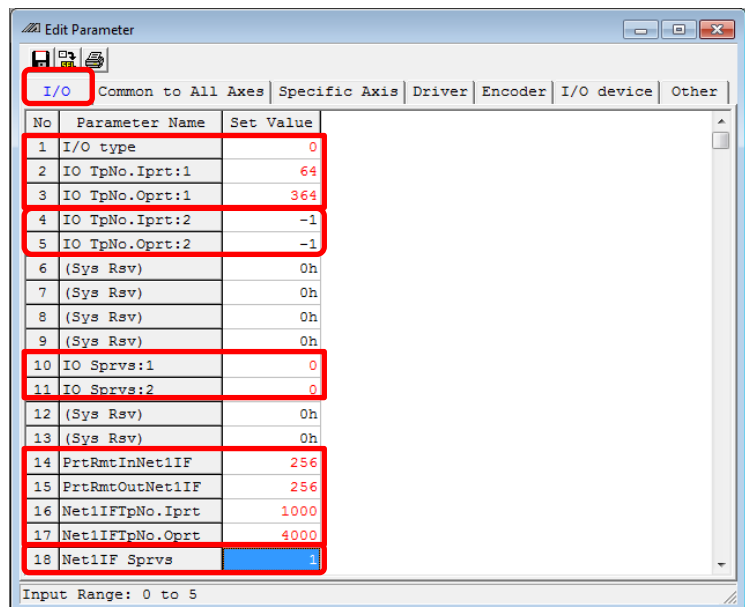 Edit Parameter
I/O Common to All Axes Specific Axis Driver Encoder I/O device Other
No Parameter Name Set Value
1 I/O type 0
2 IO TpNo.Iprt:1 64
3 IO TpNo.Oprt:1 364
4 IO TpNo.Iprt:2 -1
5 IO TpNo.Oprt:2 -1
6 (Sys Rsv) 0h
7 (Sys Rsv) 0h
8 (Sys Rsv) 0h
9 (Sys Rsv) 0h
10 IO Sprvs:1 0
11 IO Sprvs:2 0
12 (Sys Rsv) 0h
13 (Sys Rsv) 0h
14 PrtRmtInNet1IF 256
15 PrtRmtOutNet1IF 256
16 Net1IFTpNo.Iprt 1000
17 Net1IFTpNo.Oprt 4000
18 Net1IF Sprvs 1
Input Range: 0 to 5